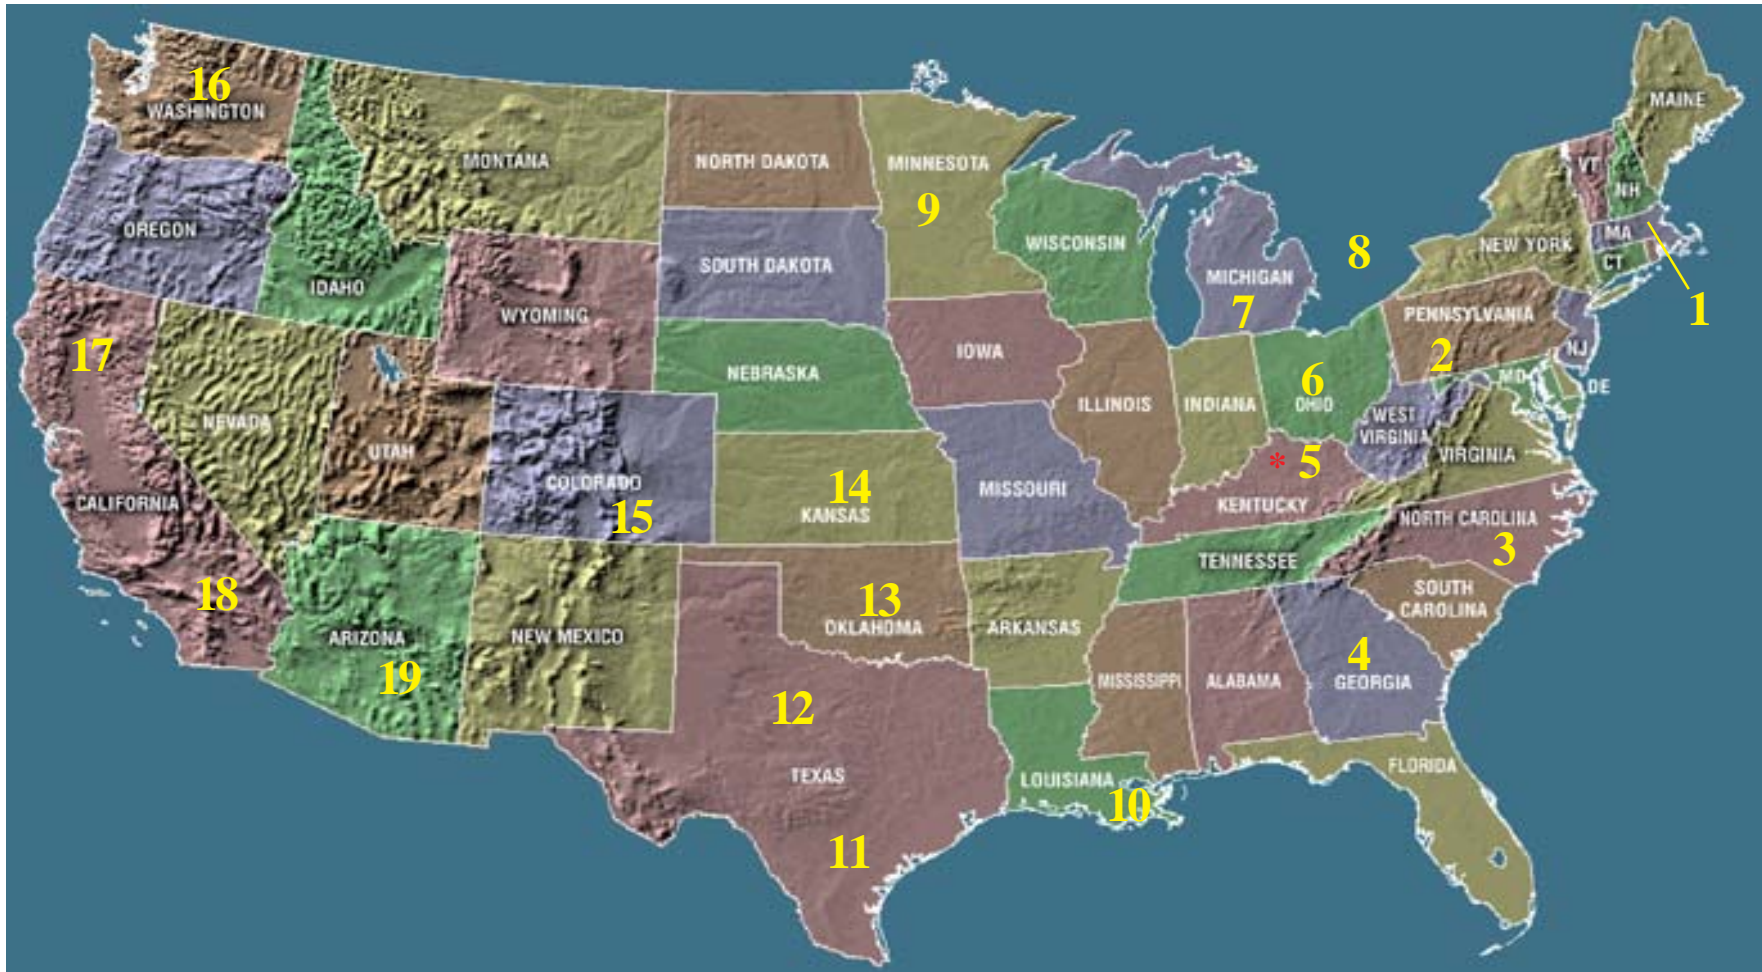 MAINE
16
WASHINGTON
MONTANA
NORTH DAKOTA
MINNESOTA
VT
NH
9
OREGON
WISCONSIN
MA
NEW YORK
8
CT
SOUTH DAKOTA
MICHIGAN
IDAHO
7
1
WYOMING
PENNSYLVANIA
17
IOWA
2
NJ
NEBRASKA
6
MD
DE
OHIO
ILLINOIS
INDIANA
NEVADA
WEST
VIRGINIA
UTAH
* 5
VIRGINIA
COLORADO
14
MISSOURI
CALIFORNIA
15
KANSAS
KENTUCKY
NORTH CAROLINA
3
TENNESSEE
18
13
SOUTH
CAROLINA
ARIZONA
NEW MEXICO
OKLAHOMA
ARKANSAS
4
19
MISSISSIPPI
ALABAMA
GEORGIA
12
TEXAS
LOUISIANA
FLORIDA
10
11